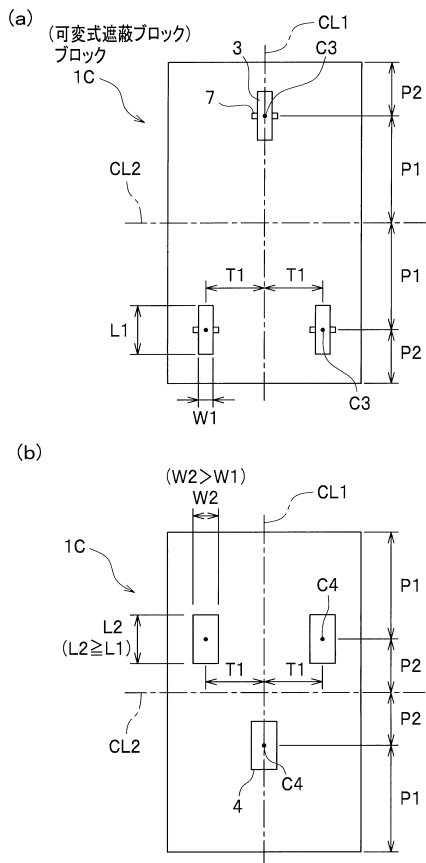 (a)
(可変式遮蔽ブロック)
ブロック
CL1
1C
3
C3
7
P2
P1
CL2
T1
T1
P1
L1
P2
C3
W1
(b)
(W2>W1)
W2
CL1
1C
C4
P1
L2
(L2≧L1)
T1
T1
P2
CL2
P2
C4
4
P1